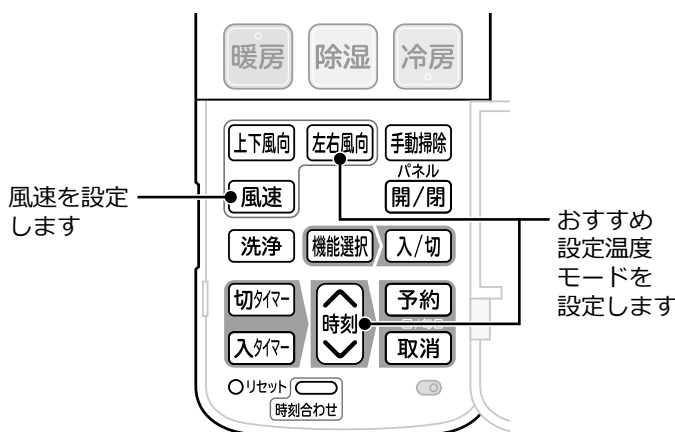 暖房
除湿
冷房
上下風向
左右風向
手動掃除
パネル
風速
開/閉
風速を設定
します
洗浄
機能選択
入/切
おすすめ
設定温度
モードを
設定します
切タイマー
時刻
予約
入タイマー
取消
リセット
時刻合わせ